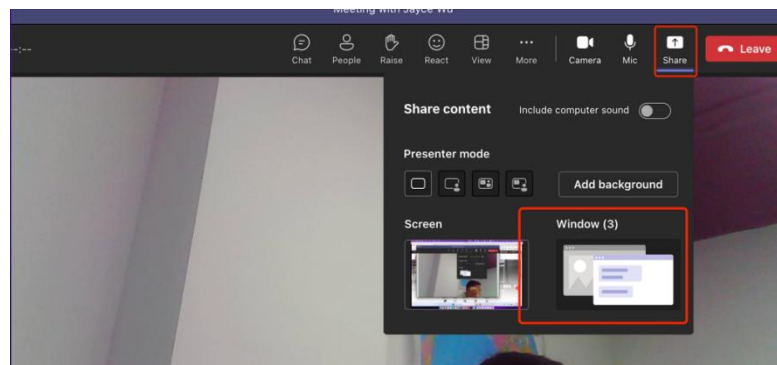 Meeting with Jayce Wu
--:--
Chat People Raise React View More Camera Mic Share Leave
Share content Include computer sound
Presenter mode
Add background
Screen Window (3)